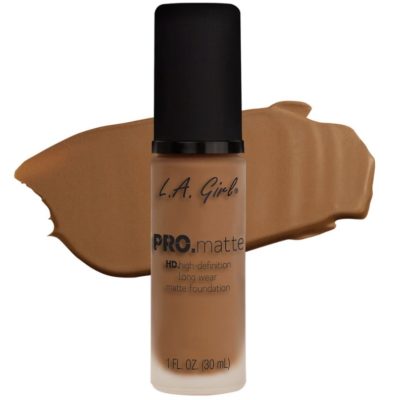 L.A. Girl®
PRO.matte
HD.high-definition
long wear
matte foundation
1 FL. OZ. (30 mL)